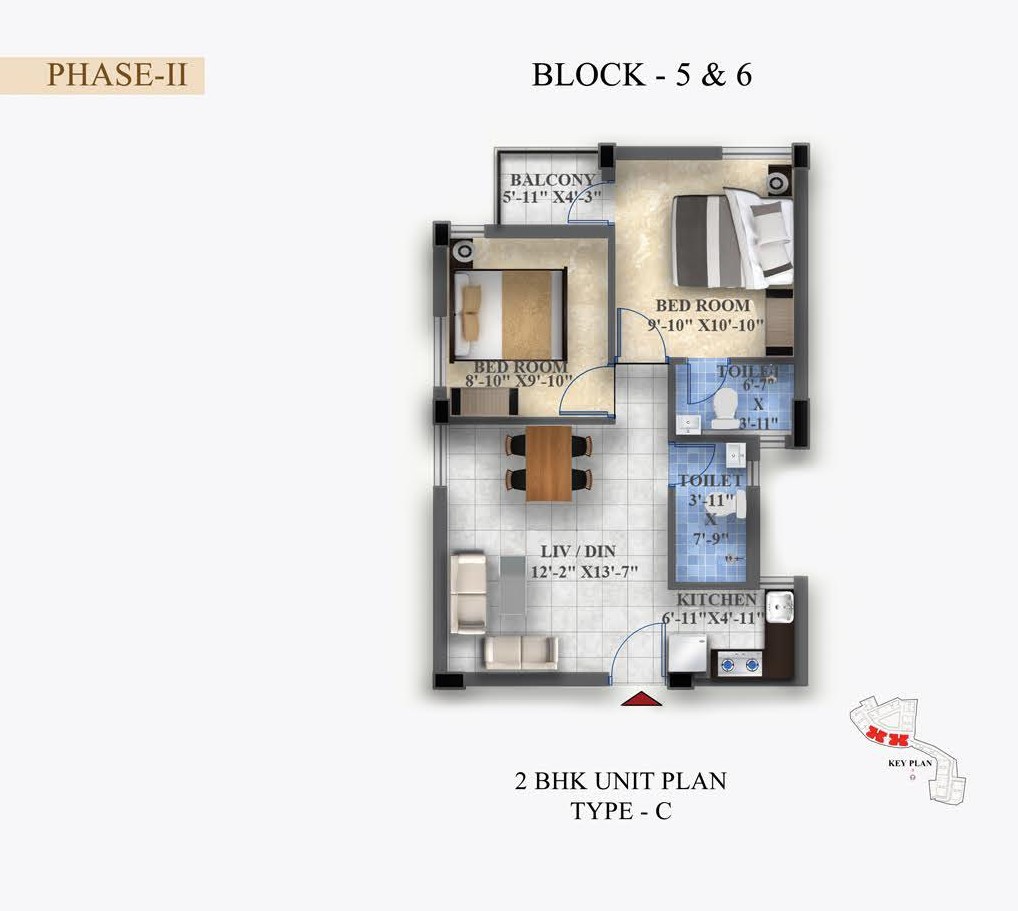 PHASE-II
BLOCK - 5 & 6
BALCONY
5'-11" X4'-3"
BED ROOM
9'-10" X10'-10"
BED ROOM
8'-10" X9'-10"
TOILET
6'-7"
X
3'-11"
TOILET
3'-11"
X
7'-9"
LIV / DIN
12'-2" X13'-7"
KITCHEN
6'-11"X4'-11"
KEY PLAN
2 BHK UNIT PLAN
TYPE - C